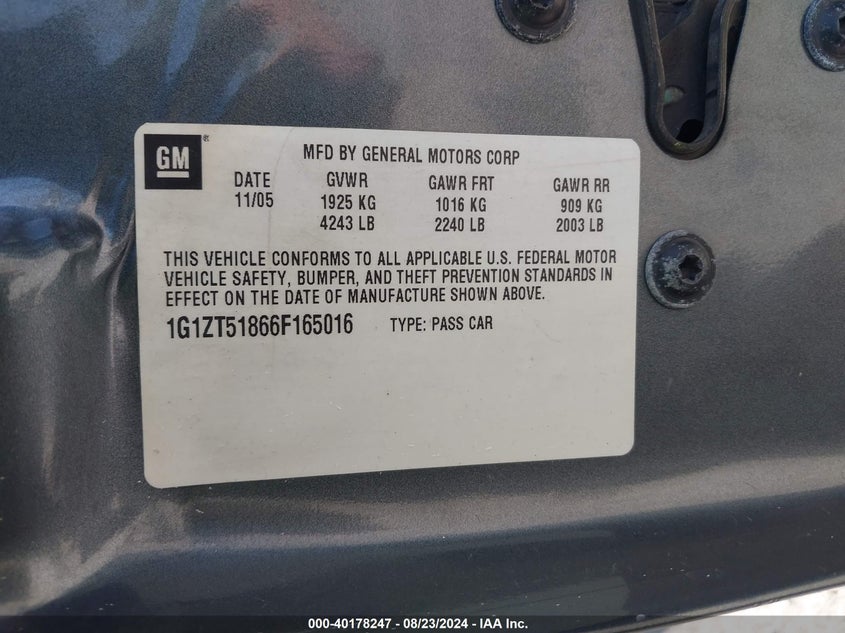 GM®
MFD BY GENERAL MOTORS CORP
DATE GVWR GAWR FRT GAWR RR
11/05 1925 KG 1016 KG 909 KG
4243 LB 2240 LB 2003 LB
THIS VEHICLE CONFORMS TO ALL APPLICABLE U.S. FEDERAL MOTOR
VEHICLE SAFETY, BUMPER, AND THEFT PREVENTION STANDARDS IN
EFFECT ON THE DATE OF MANUFACTURE SHOWN ABOVE.
1G1ZT51866F165016 TYPE: PASS CAR
000-40178247 - 08/23/2024 - IAA Inc.